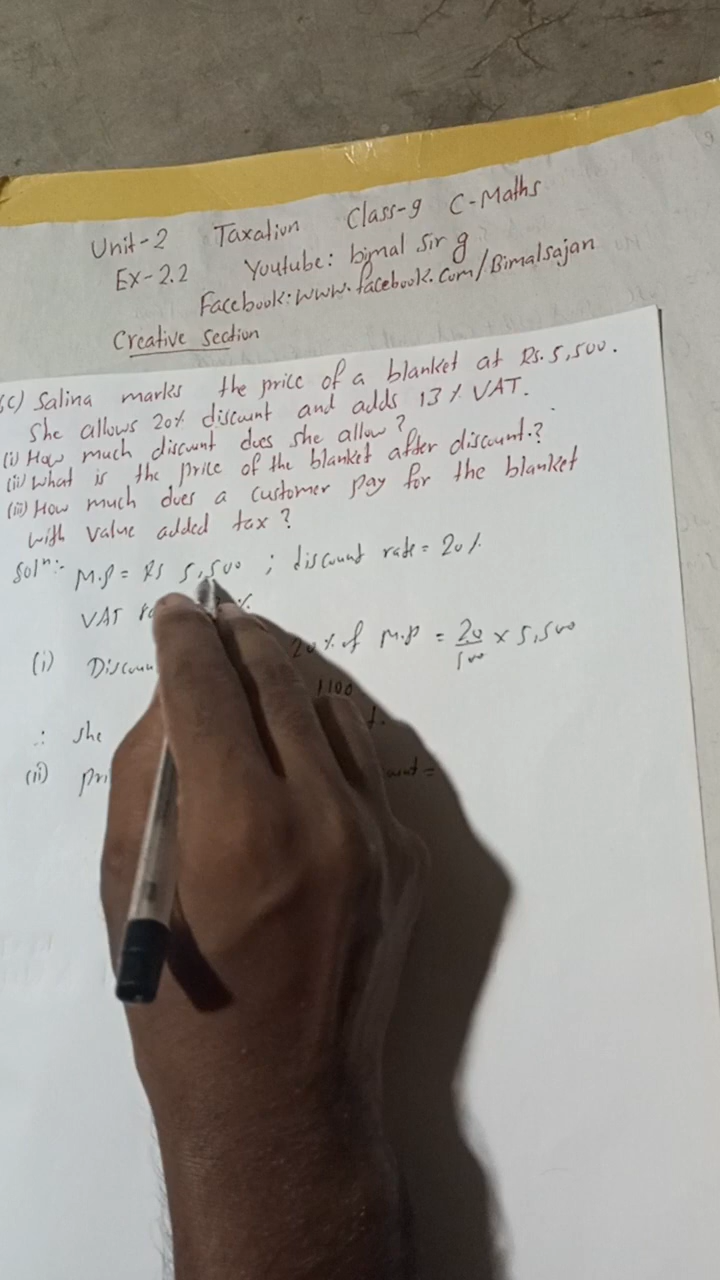 Unit-2 Taxation Class-9 C-Maths
Ex-2.2 Youtube: bimal sir g
Facebook: www.facebook.com/Bimalsajan
Creative section
c) Salina marks the price of a blanket at Rs. 5,500.
She allows 20% discount and adds 13% VAT.
(i) How much discount does she allow?
(ii) What is the price of the blanket after discount.?
(iii) How much does a customer pay for the blanket
with value added tax?
Solⁿ:- M.P = Rs 5,500 ; discount rate = 20%
VAT %
(i) 20% of M.P = 20/100 × 5,500
1100
∴ she
(ii)